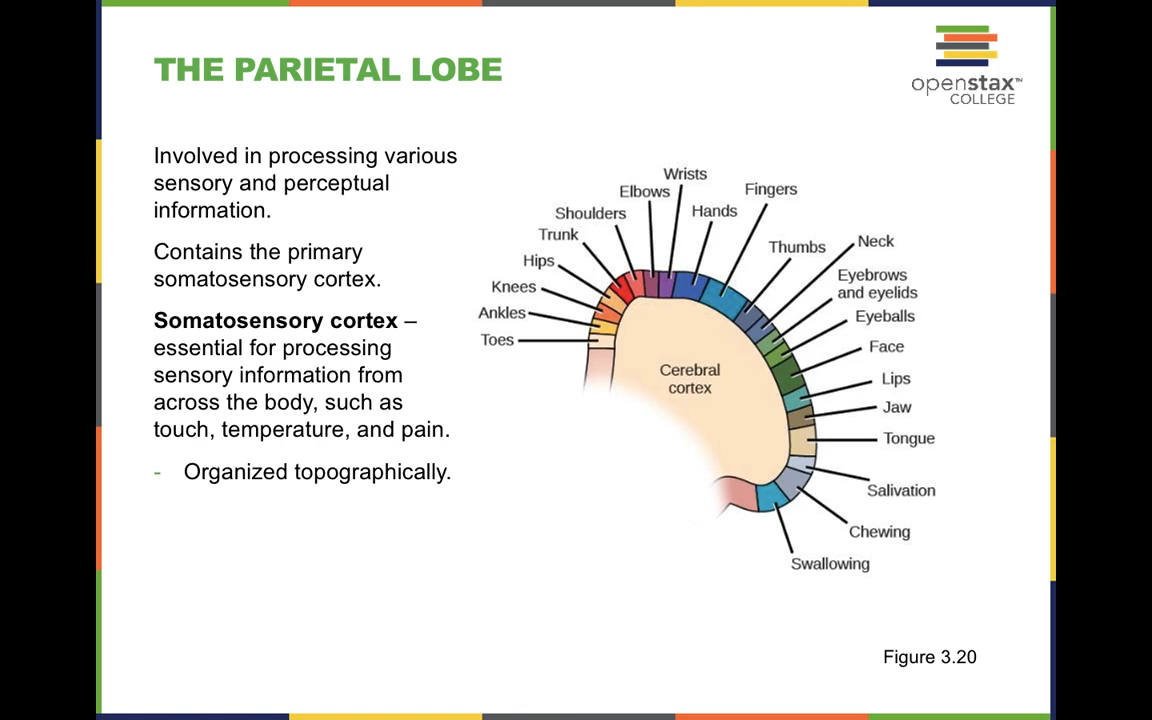 THE PARIETAL LOBE
openstax™
COLLEGE
Involved in processing various
sensory and perceptual
information.
Contains the primary
somatosensory cortex.
Somatosensory cortex –
essential for processing
sensory information from
across the body, such as
touch, temperature, and pain.
- Organized topographically.
Wrists
Elbows
Fingers
Shoulders
Hands
Trunk
Thumbs
Neck
Hips
Eyebrows
and eyelids
Knees
Ankles
Eyeballs
Toes
Face
Cerebral
cortex
Lips
Jaw
Tongue
Salivation
Chewing
Swallowing
Figure 3.20